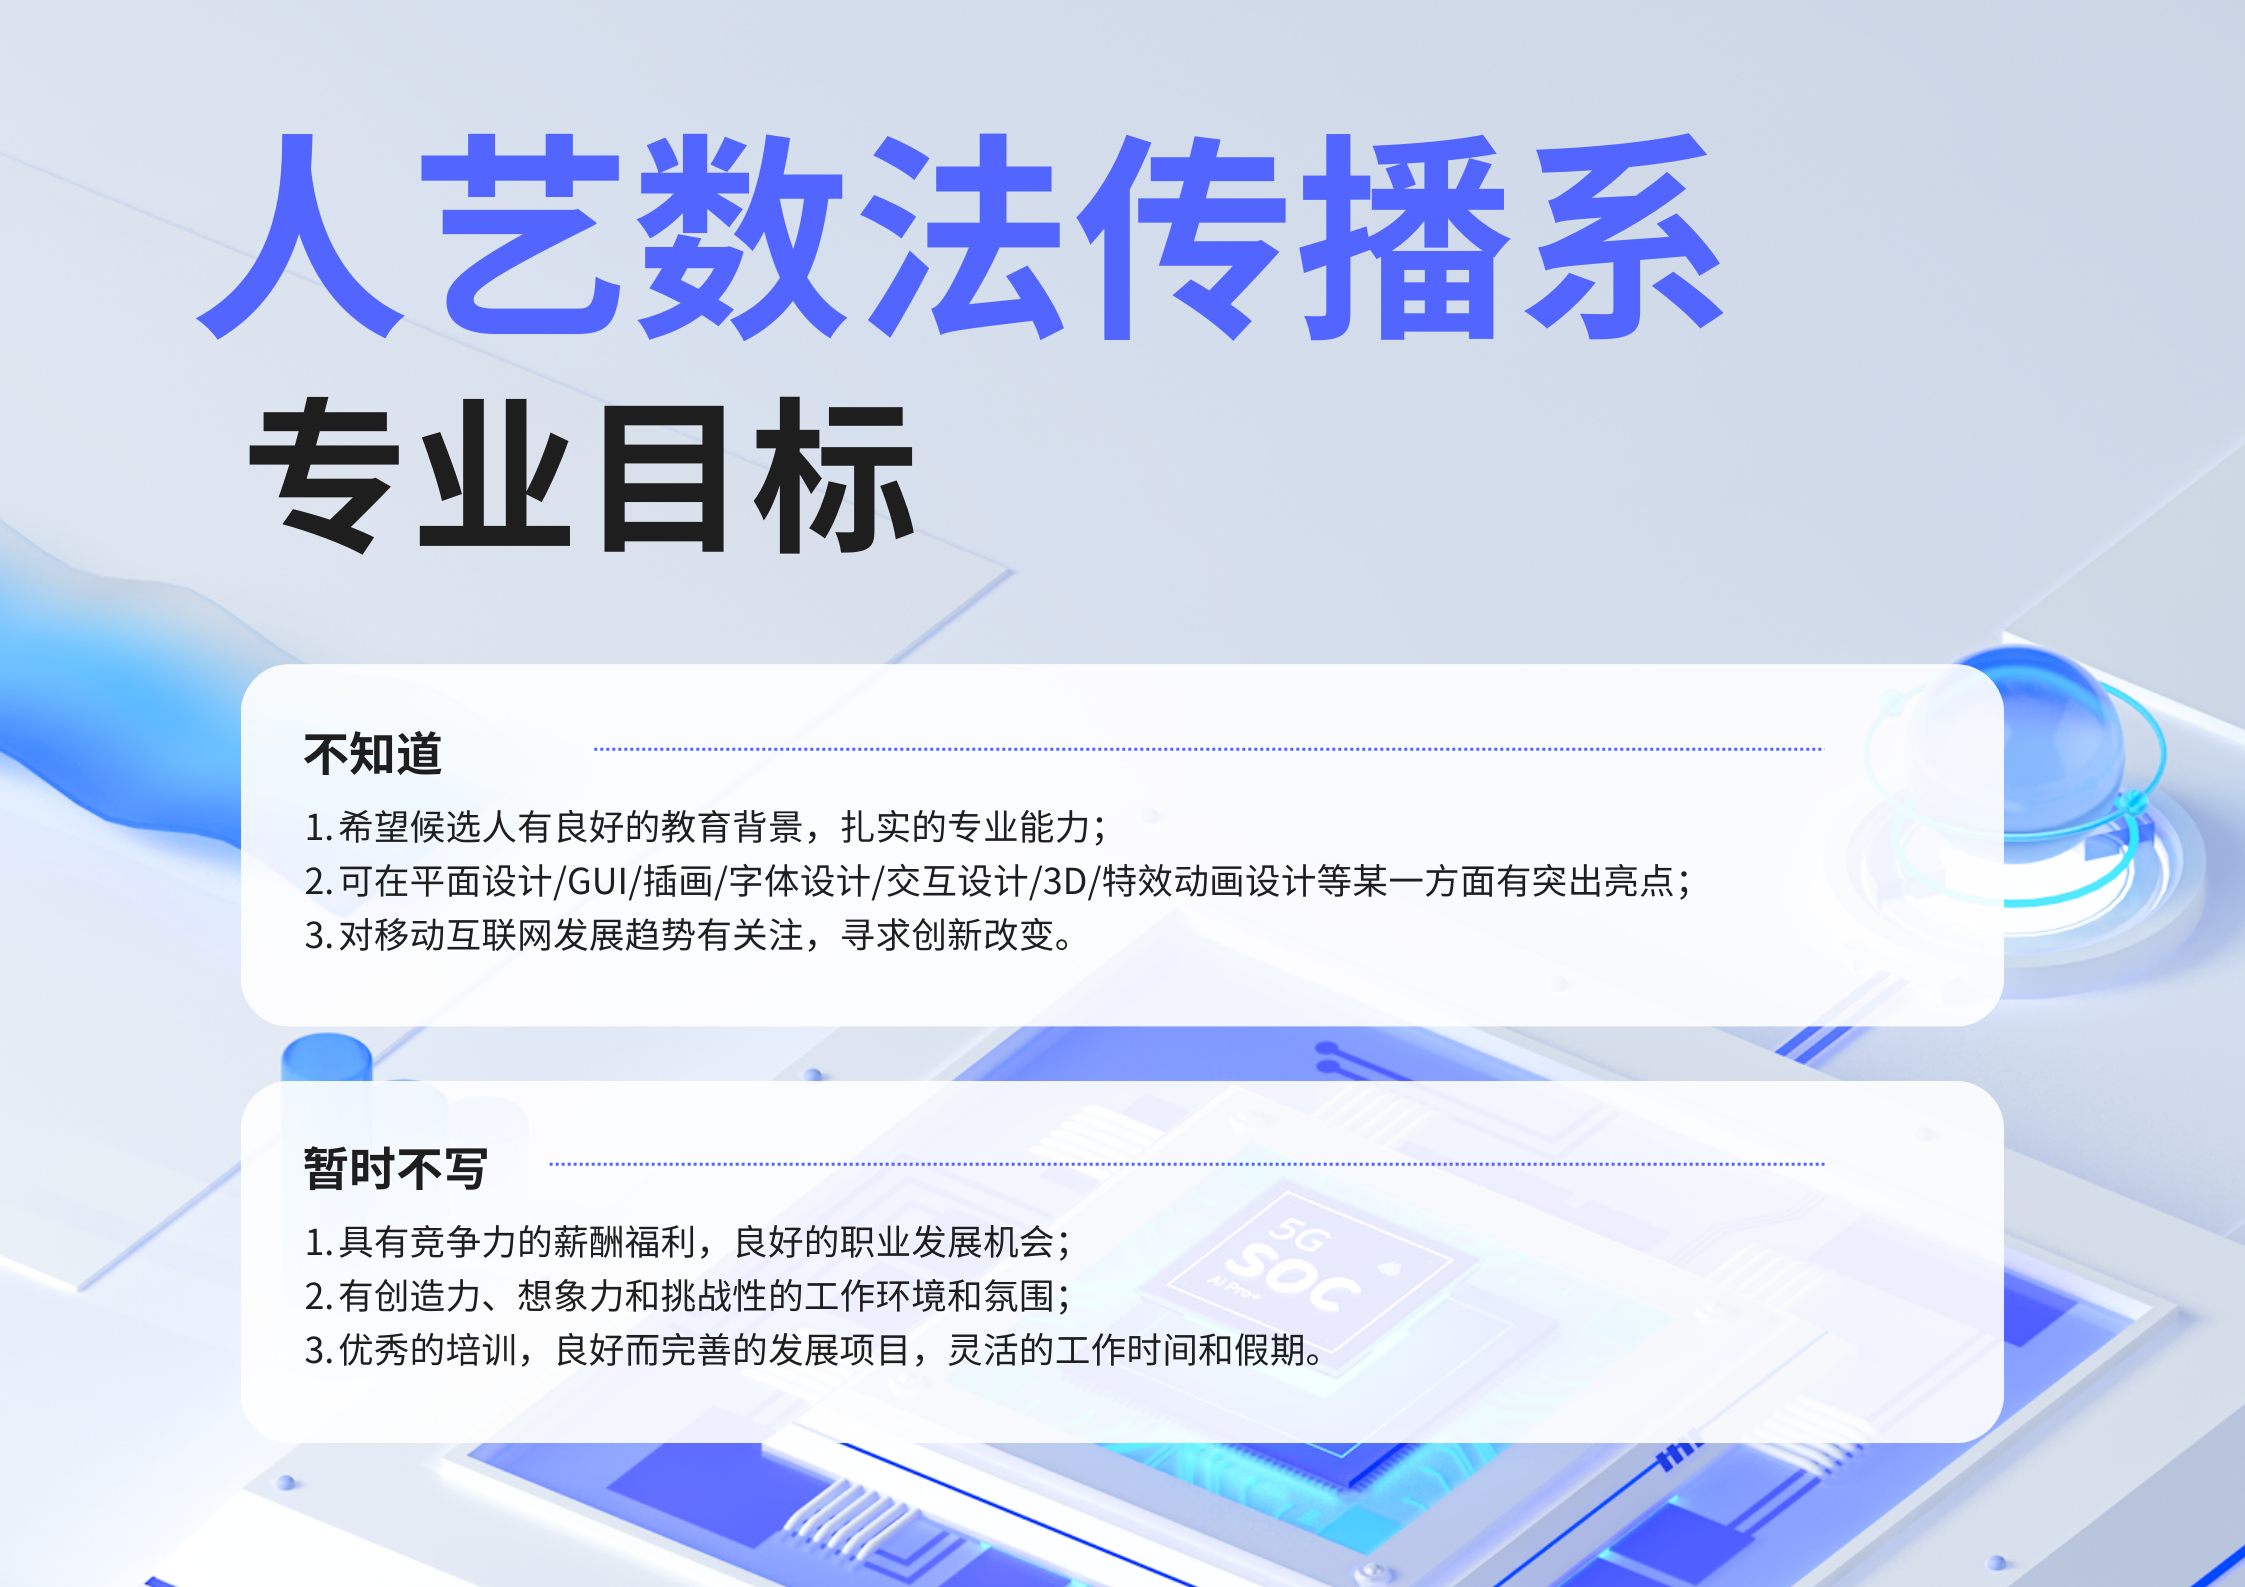 人艺数法传播系
专业目标
不知道
1.希望候选人有良好的教育背景，扎实的专业能力；
2.可在平面设计/GUI/插画/字体设计/交互设计/3D/特效动画设计等某一方面有突出亮点；
3.对移动互联网发展趋势有关注，寻求创新改变。
暂时不写
1.具有竞争力的薪酬福利，良好的职业发展机会；
2.有创造力、想象力和挑战性的工作环境和氛围；
3.优秀的培训，良好而完善的发展项目，灵活的工作时间和假期。
5G
SOC
AI Pro+